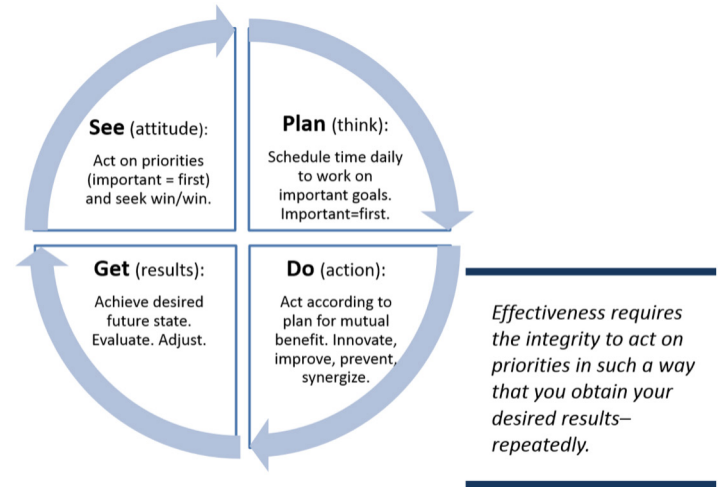 See (attitude):
Act on priorities
(important = first)
and seek win/win.
Plan (think):
Schedule time daily
to work on
important goals.
Important=first.
Get (results):
Achieve desired
future state.
Evaluate. Adjust.
Do (action):
Act according to
plan for mutual
benefit. Innovate,
improve, prevent,
synergize.
Effectiveness requires
the integrity to act on
priorities in such a way
that you obtain your
desired results–
repeatedly.